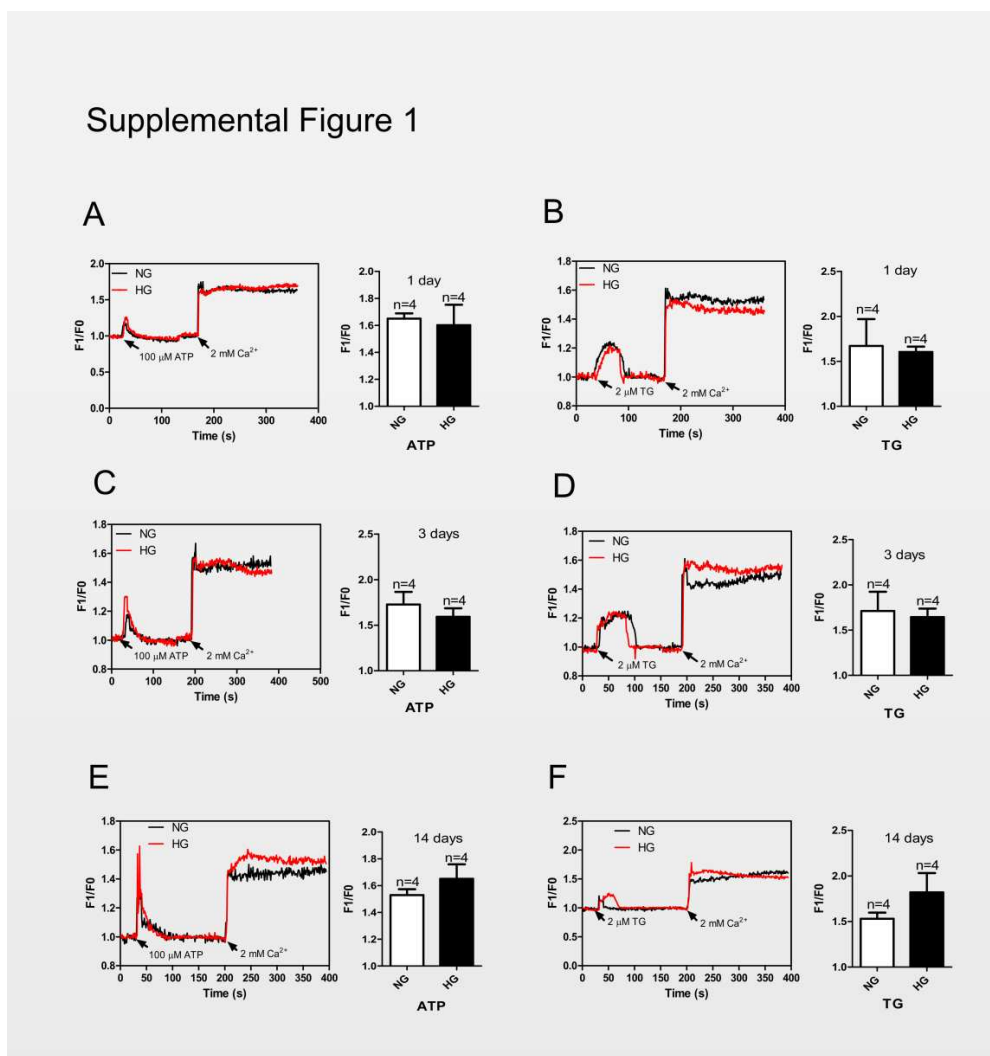 Supplemental Figure 1
A
NG
HG
F1/F0
2.0
1.5
1.0
0.5
0.0
100 μM ATP
2 mM Ca²⁺
0 100 200 300 400
Time (s)
1 day
F1/F0
2.0
1.8
1.6
1.4
1.2
1.0
n=4 n=4
NG HG
ATP
B
NG
HG
F1/F0
1.8
1.6
1.4
1.2
1.0
0.8
2 μM TG
2 mM Ca²⁺
0 100 200 300 400
Time (s)
1 day
F1/F0
2.5
2.0
1.5
1.0
n=4 n=4
NG HG
TG
C
NG
HG
F1/F0
1.8
1.6
1.4
1.2
1.0
0.8
100 μM ATP
2 mM Ca²⁺
0 100 200 300 400 500
Time (s)
3 days
F1/F0
2.5
2.0
1.5
1.0
n=4 n=4
NG HG
ATP
D
NG
HG
F1/F0
1.8
1.6
1.4
1.2
1.0
0.8
2 μM TG
2 mM Ca²⁺
0 50 100 150 200 250 300 350 400
Time (s)
3 days
F1/F0
2.5
2.0
1.5
1.0
n=4 n=4
NG HG
TG
E
NG
HG
F1/F0
1.8
1.6
1.4
1.2
1.0
0.8
100 μM ATP
2 mM Ca²⁺
0 50 100 150 200 250 300 350 400
Time (s)
14 days
F1/F0
2.0
1.8
1.6
1.4
1.2
1.0
n=4 n=4
NG HG
ATP
F
NG
HG
F1/F0
2.5
2.0
1.5
1.0
0.5
0.0
2 μM TG
2 mM Ca²⁺
0 50 100 150 200 250 300 350 400
Time (s)
14 days
F1/F0
2.5
2.0
1.5
1.0
n=4 n=4
NG HG
TG